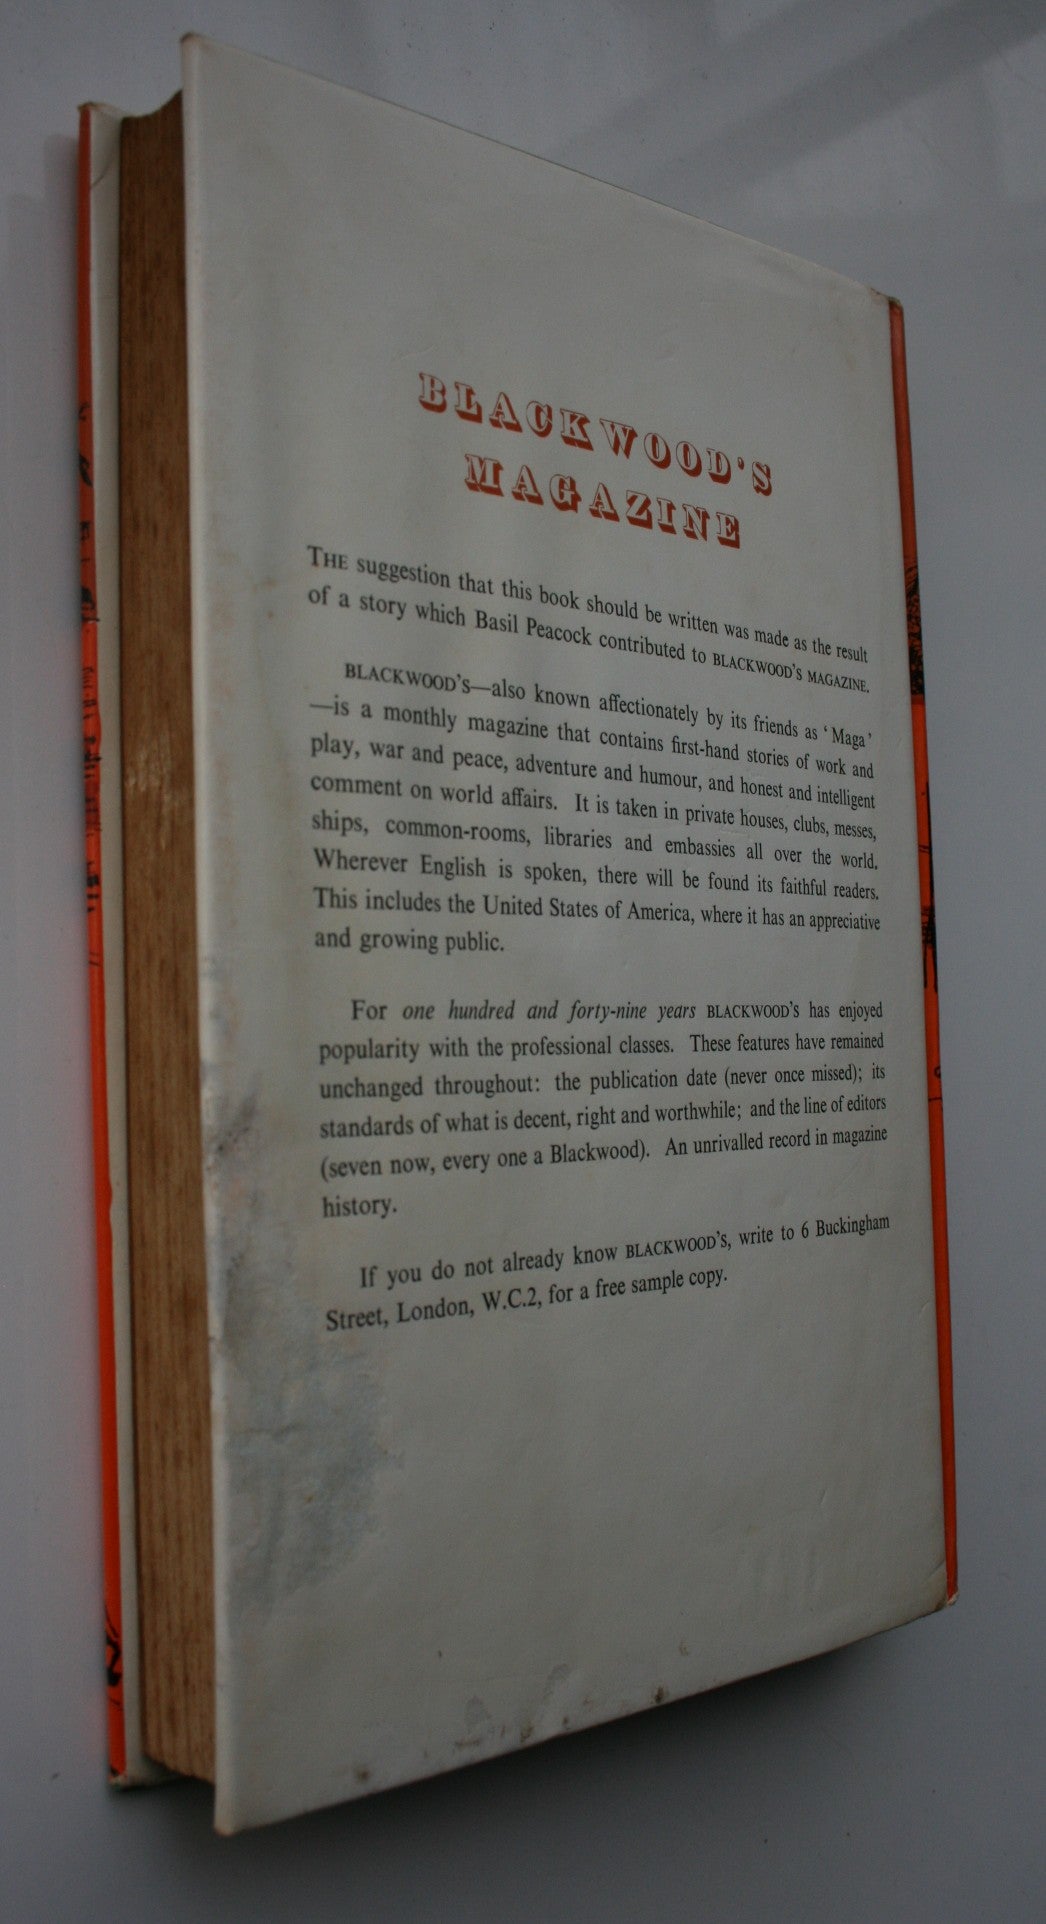 BLACKWOOD'S
MAGAZINE
THE suggestion that this book should be written was made as the result
of a story which Basil Peacock contributed to BLACKWOOD'S MAGAZINE.
BLACKWOOD'S—also known affectionately by its friends as ‘Maga’
—is a monthly magazine that contains first-hand stories of work and
play, war and peace, adventure and humour, and honest and intelligent
comment on world affairs. It is taken in private houses, clubs, messes,
ships, common-rooms, libraries and embassies all over the world.
Wherever English is spoken, there will be found its faithful readers.
This includes the United States of America, where it has an appreciative
and growing public.
For one hundred and forty-nine years BLACKWOOD'S has enjoyed
popularity with the professional classes. These features have remained
unchanged throughout: the publication date (never once missed); its
standards of what is decent, right and worthwhile; and the line of editors
(seven now, every one a Blackwood). An unrivalled record in magazine
history.
If you do not already know BLACKWOOD'S, write to 6 Buckingham
Street, London, W.C.2, for a free sample copy.